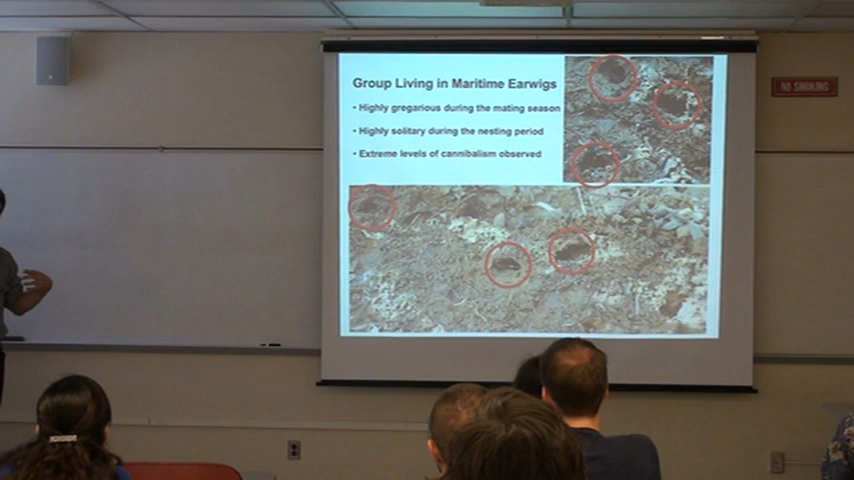 Group Living in Maritime Earwigs
• Highly gregarious during the mating season
• Highly solitary during the nesting period
• Extreme levels of cannibalism observed
NO SMOKING